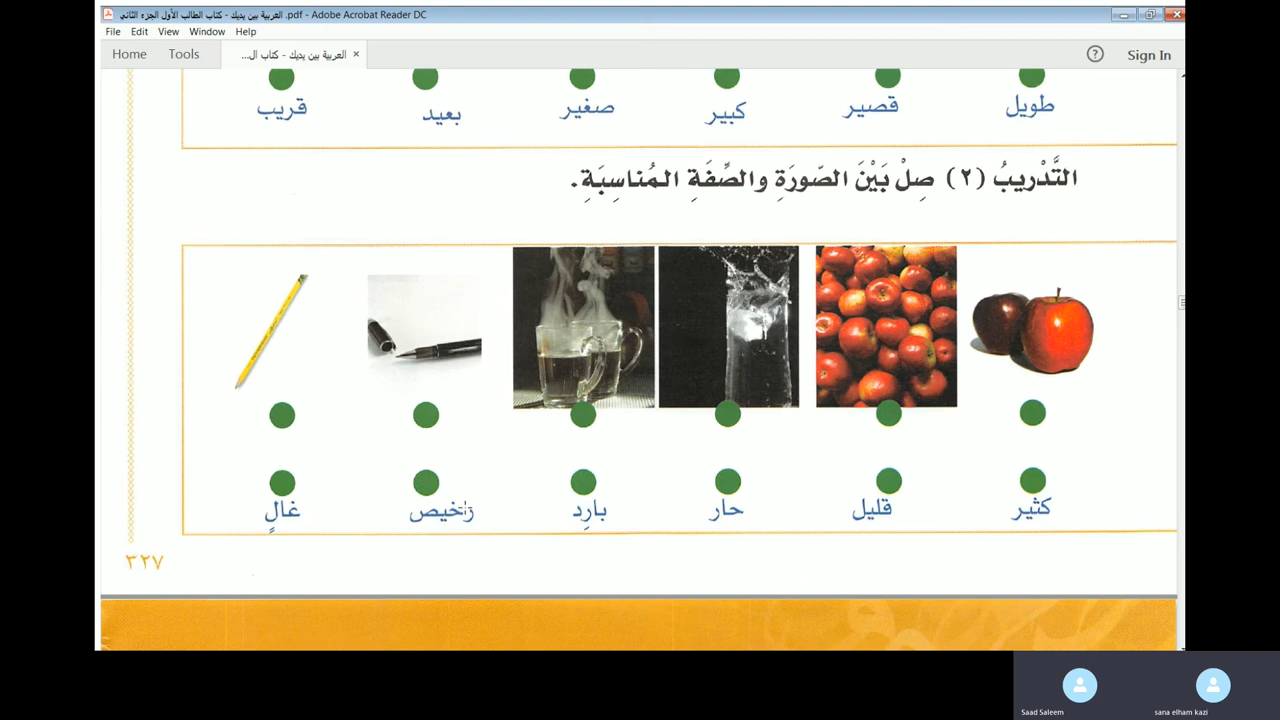 العربية بين يديك - كتاب الطالب الأول الجزء الثاني .pdf - Adobe Acrobat Reader DC
File Edit View Window Help
Home Tools العربية بين يديك - كتاب ال... × ? Sign In
طويل قصير كبير صغير بعيد قريب
التَّدْريبُ (٢) صِلْ بَيْنَ الصّورَةِ والصِّفَةِ المُناسِبَةِ.
كثير قليل حار بارِد رَخيص غالٍ
٣٢٧
Saad Saleem sana elham kazi